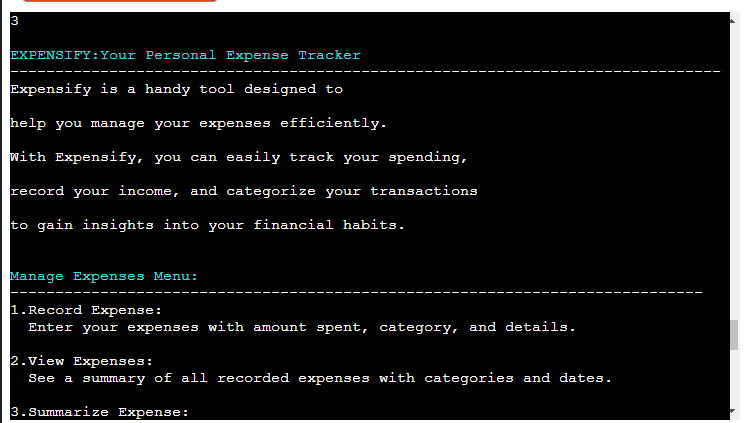 3
EXPENSIFY:Your Personal Expense Tracker
-------------------------------------------------------------------------------
Expensify is a handy tool designed to
help you manage your expenses efficiently.
With Expensify, you can easily track your spending,
record your income, and categorize your transactions
to gain insights into your financial habits.
Manage Expenses Menu:
-----------------------------------------------------------------------------
1.Record Expense:
Enter your expenses with amount spent, category, and details.
2.View Expenses:
See a summary of all recorded expenses with categories and dates.
3.Summarize Expense: